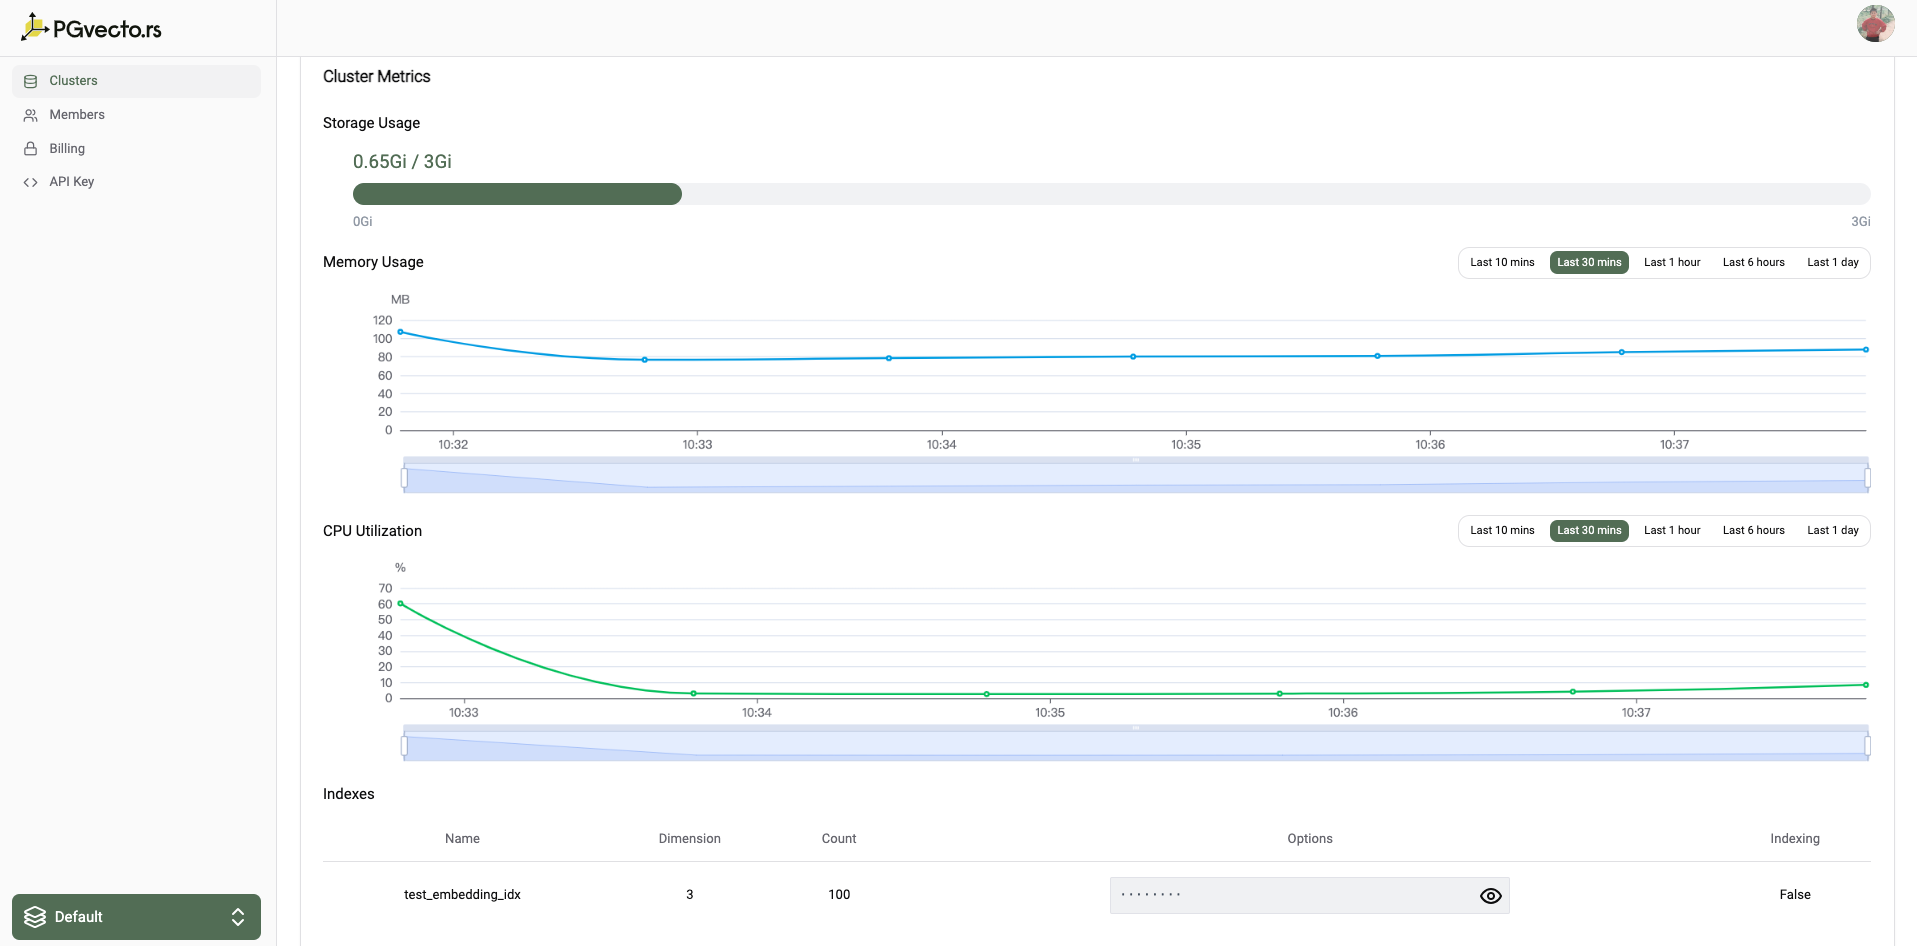 PGvecto.rs
Clusters
Members
Billing
API Key
Default
Cluster Metrics
Storage Usage
0.65Gi / 3Gi
0Gi 3Gi
Memory Usage
Last 10 mins Last 30 mins Last 1 hour Last 6 hours Last 1 day
MB
120
100
80
60
40
20
0
10:32 10:33 10:34 10:35 10:36 10:37
CPU Utilization
Last 10 mins Last 30 mins Last 1 hour Last 6 hours Last 1 day
%
70
60
50
40
30
20
10
0
10:33 10:34 10:35 10:36 10:37
Indexes
Name Dimension Count Options Indexing
test_embedding_idx 3 100 ········ False